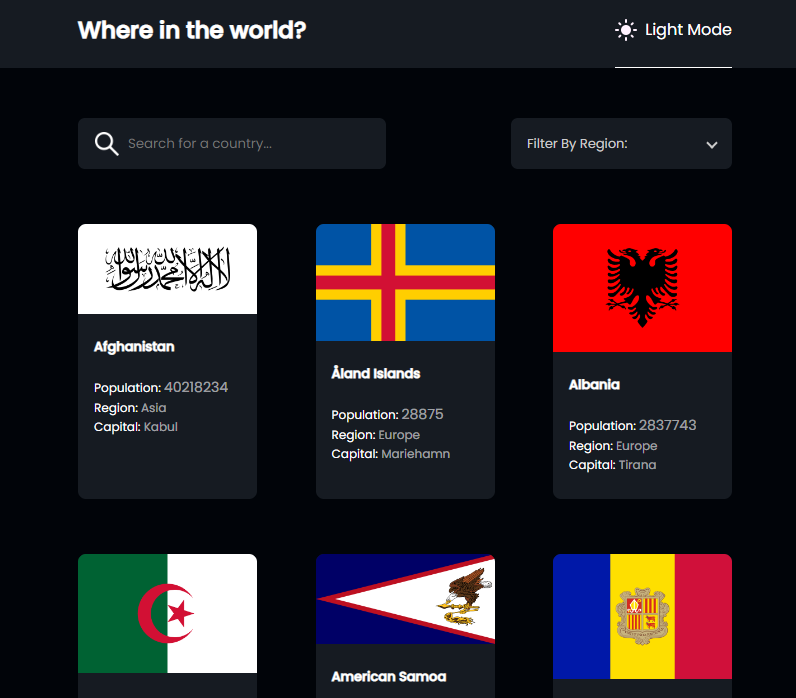 Where in the world?
Light Mode
Search for a country...
Filter By Region:
لا إله إلا الله محمد رسول الله
Afghanistan
Population: 40218234
Region: Asia
Capital: Kabul
Åland Islands
Population: 28875
Region: Europe
Capital: Mariehamn
Albania
Population: 2837743
Region: Europe
Capital: Tirana
American Samoa